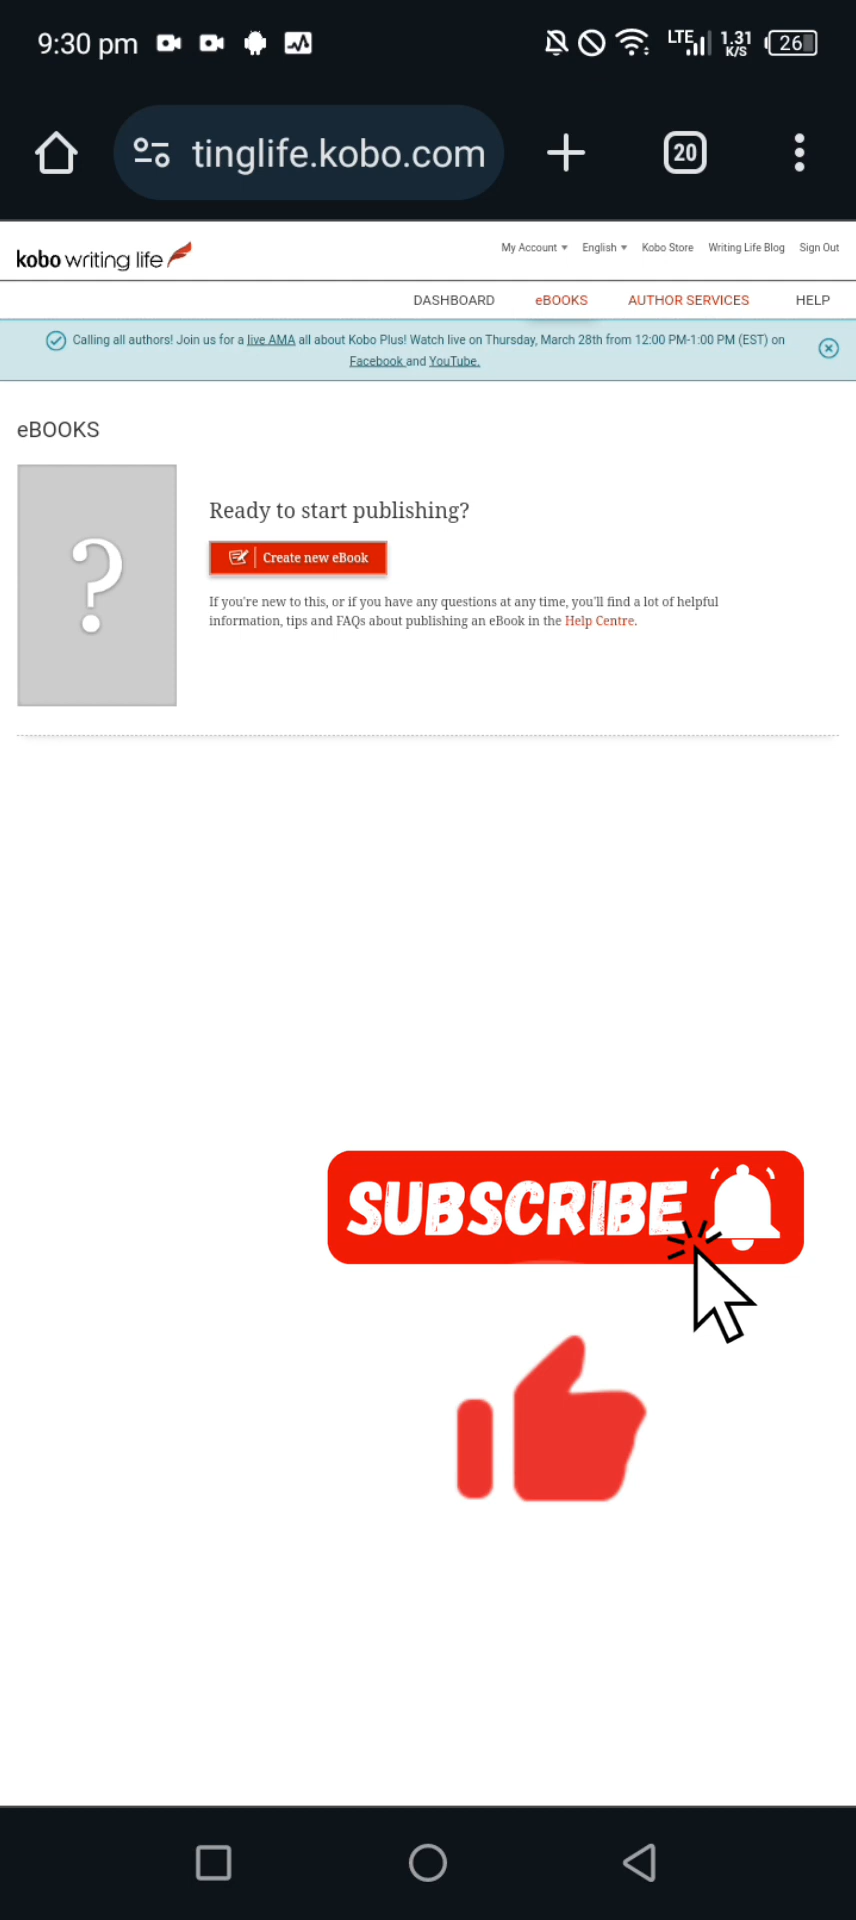 9:30 pm
LTE 1.31 K/S 26
tinglife.kobo.com
20
kobo writing life
My Account English Kobo Store Writing Life Blog Sign Out
DASHBOARD eBOOKS AUTHOR SERVICES HELP
Calling all authors! Join us for a live AMA all about Kobo Plus! Watch live on Thursday, March 28th from 12:00 PM-1:00 PM (EST) on
Facebook and YouTube.
eBOOKS
?
Ready to start publishing?
Create new eBook
If you're new to this, or if you have any questions at any time, you'll find a lot of helpful
information, tips and FAQs about publishing an eBook in the Help Centre.
SUBSCRIBE